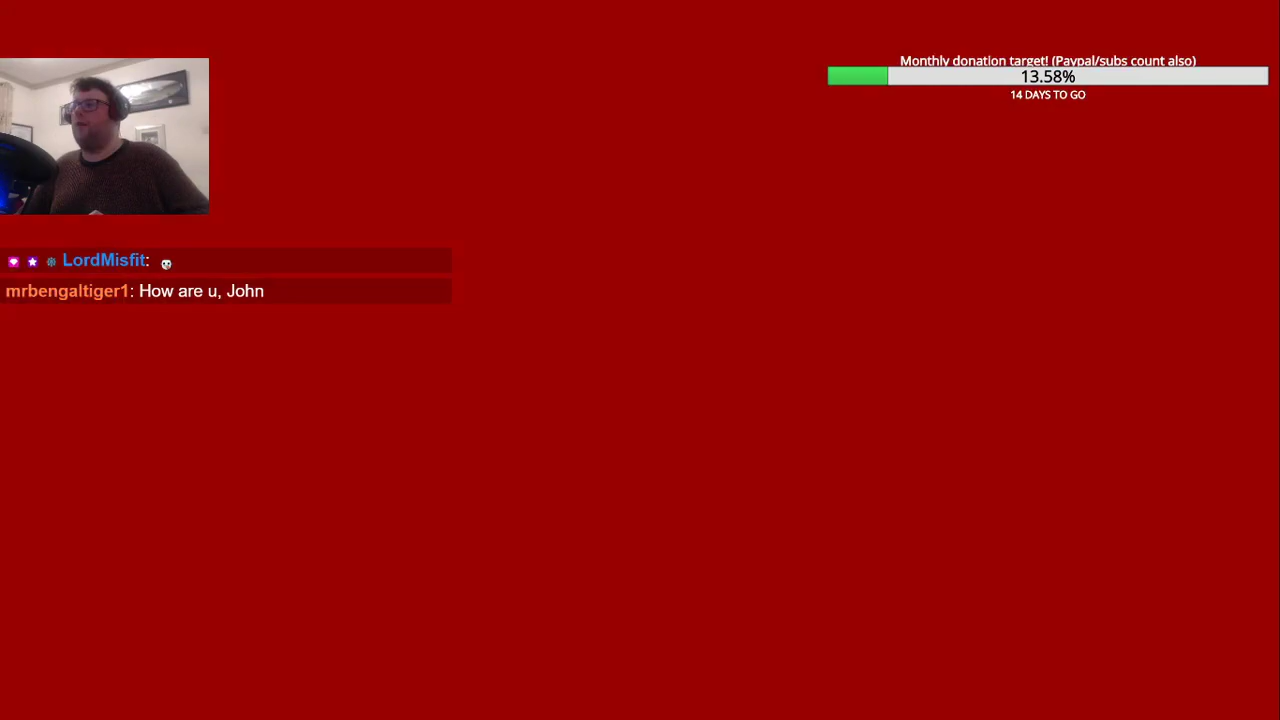 Monthly donation target! (Paypal/subs count also)
13.58%
14 DAYS TO GO
LordMisfit:
mrbengaltiger1: How are u, John